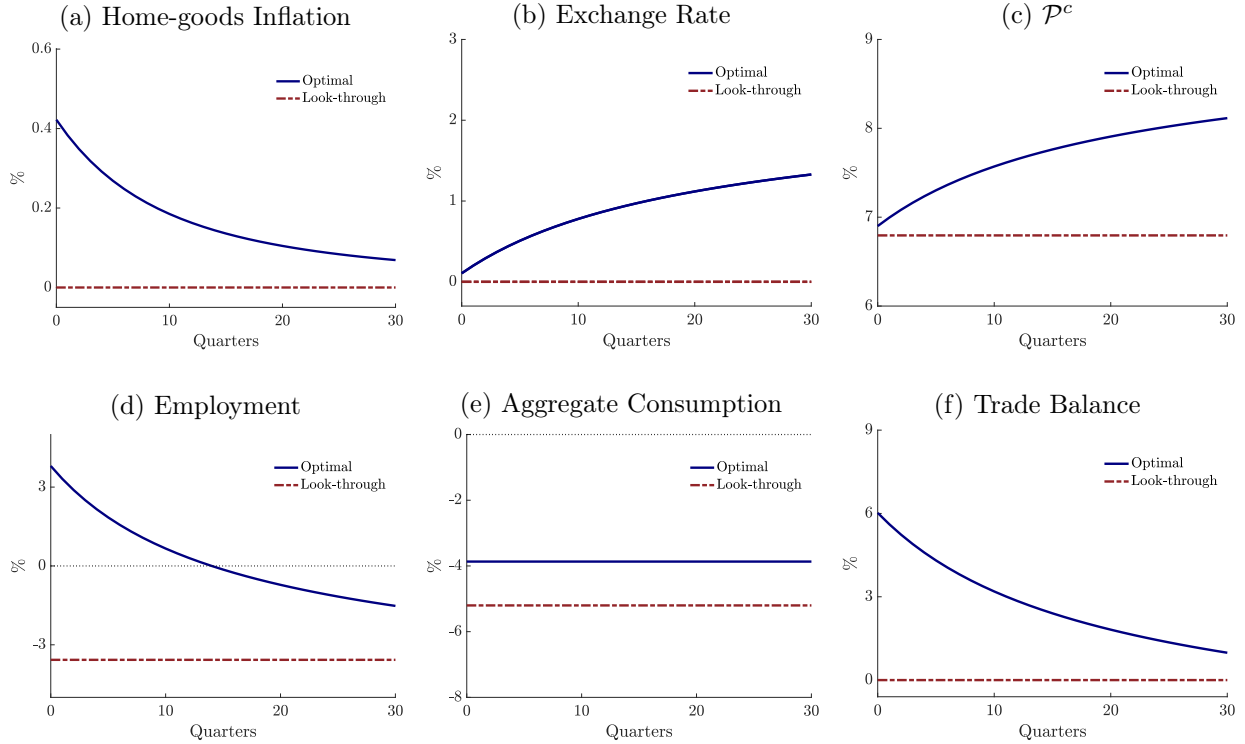 (a) Home-goods Inflation
0.6
0.4
0.2
0
%
0
10
20
30
Quarters
Optimal
Look-through
(b) Exchange Rate
3
2
1
0
%
0
10
20
30
Quarters
Optimal
Look-through
(c) 𝒫ᶜ
9
8
7
6
%
0
10
20
30
Quarters
Optimal
Look-through
(d) Employment
3
0
-3
%
0
10
20
30
Quarters
Optimal
Look-through
(e) Aggregate Consumption
0
-2
-4
-6
-8
%
0
10
20
30
Quarters
Optimal
Look-through
(f) Trade Balance
9
6
3
0
%
0
10
20
30
Quarters
Optimal
Look-through